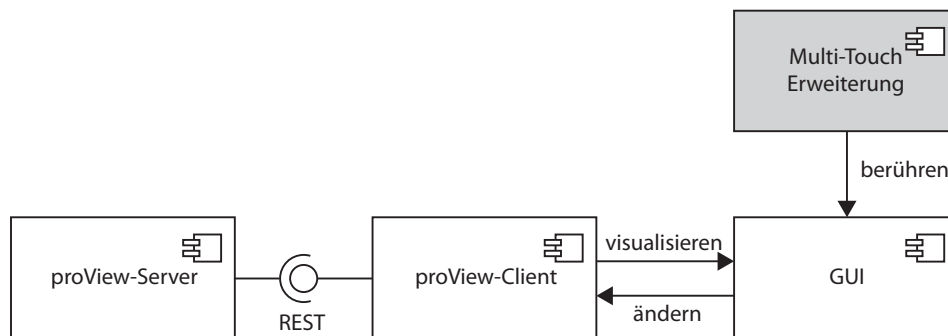 Multi-Touch
Erweiterung
berühren
proView-Server
REST
proView-Client
visualisieren
ändern
GUI